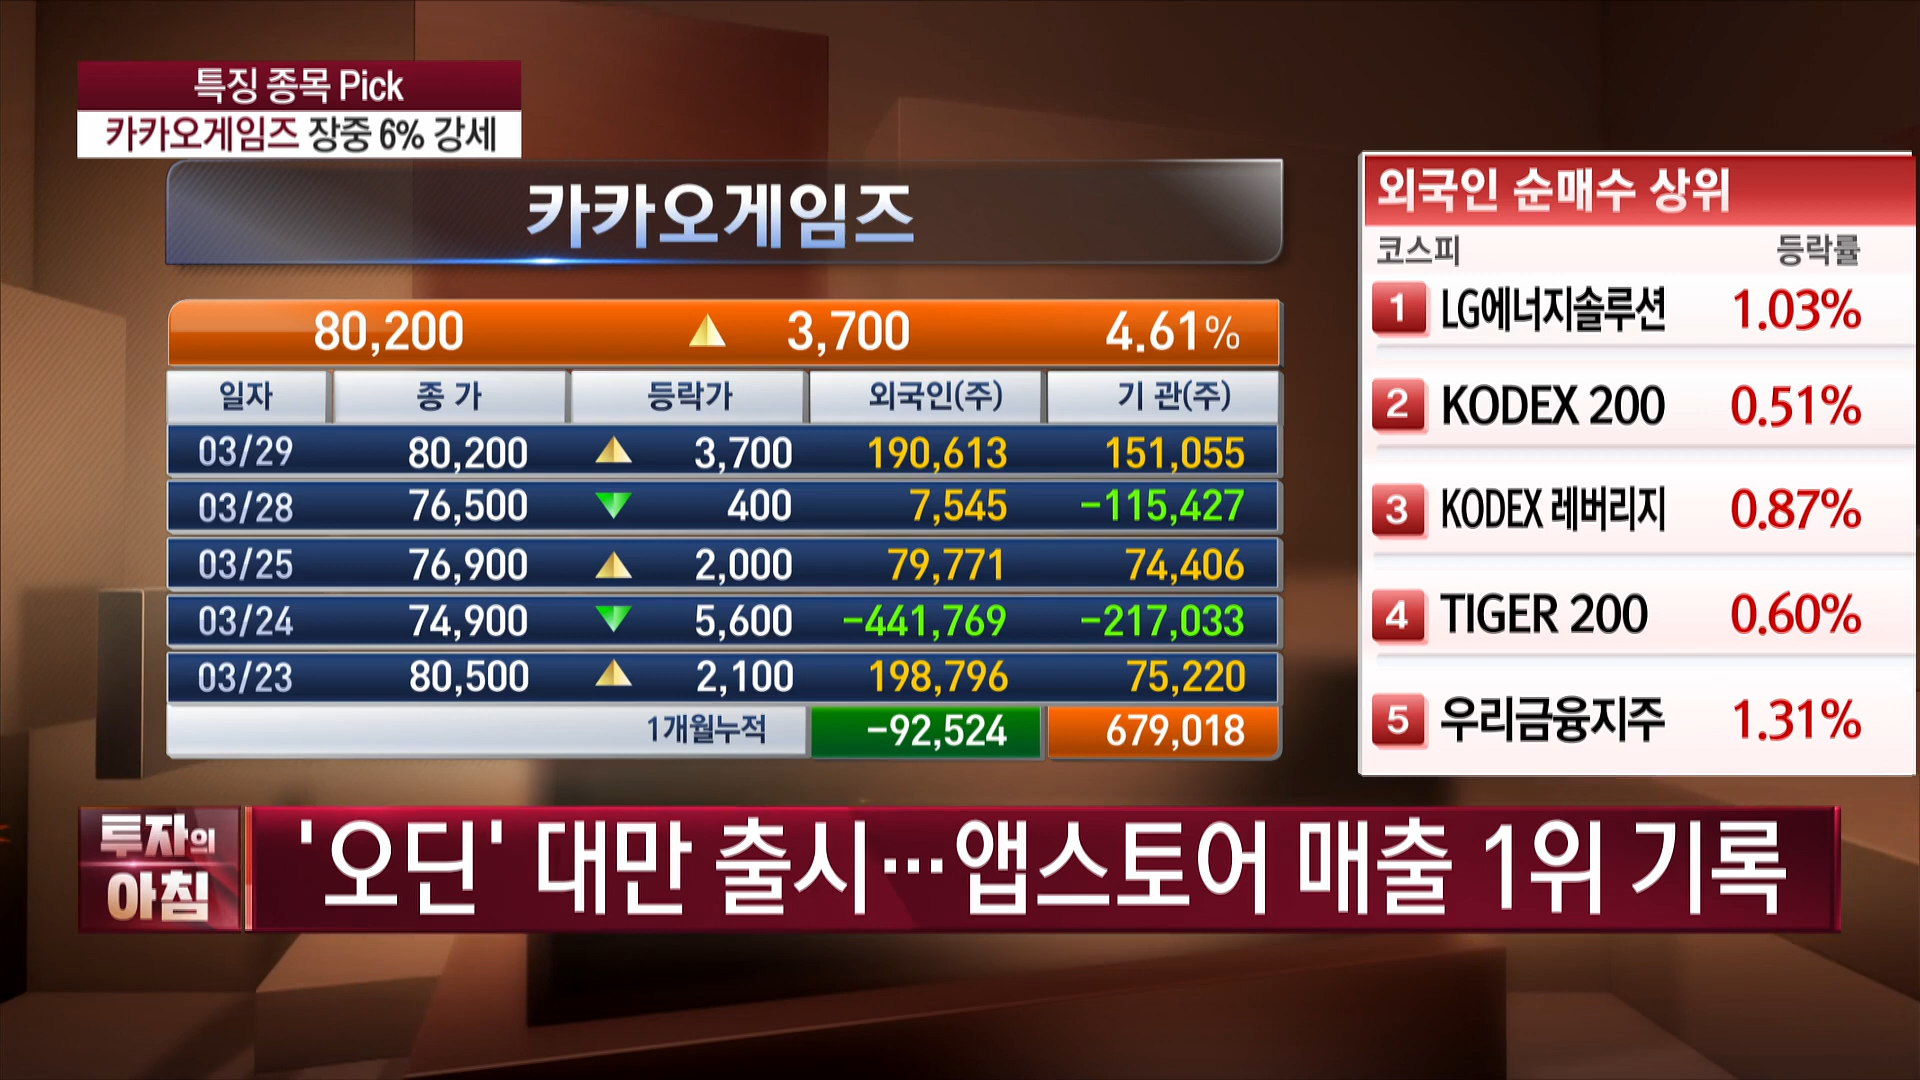 특징 종목 Pick
카카오게임즈 장중 6% 강세
카카오게임즈
80,200 ▲ 3,700 4.61%
일자 종 가 등락가 외국인(주) 기 관(주)
03/29 80,200 ▲ 3,700 190,613 151,055
03/28 76,500 ▼ 400 7,545 -115,427
03/25 76,900 ▲ 2,000 79,771 74,406
03/24 74,900 ▼ 5,600 -441,769 -217,033
03/23 80,500 ▲ 2,100 198,796 75,220
1개월누적 -92,524 679,018
외국인 순매수 상위
코스피 등락률
1 LG에너지솔루션 1.03%
2 KODEX 200 0.51%
3 KODEX 레버리지 0.87%
4 TIGER 200 0.60%
5 우리금융지주 1.31%
투자의
아침
'오딘' 대만 출시…앱스토어 매출 1위 기록